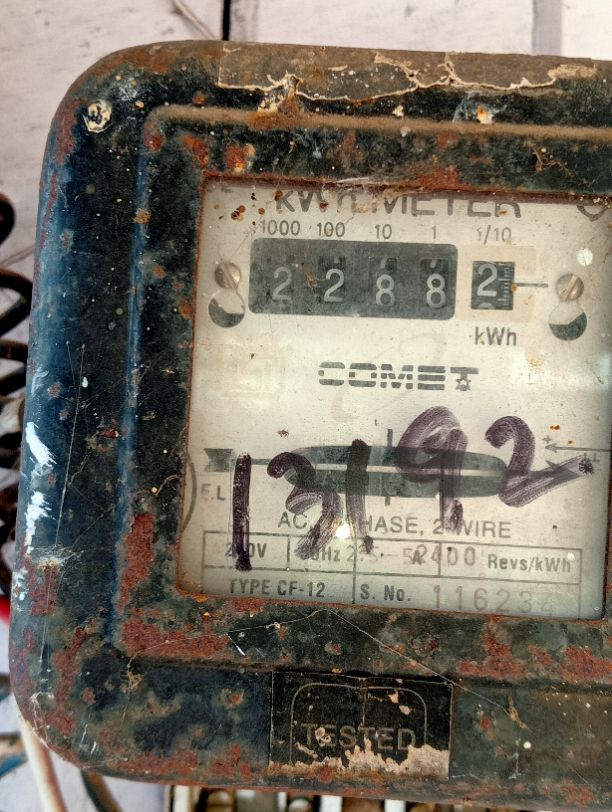 kWh METER
1000 100 10 1 1/10
2 2 8 8 2
kWh
COMET
13192
F.L
AC, PHASE, 2-WIRE
2400 Revs/kWh
TYPE CF-12 S. No. 11623
TESTED